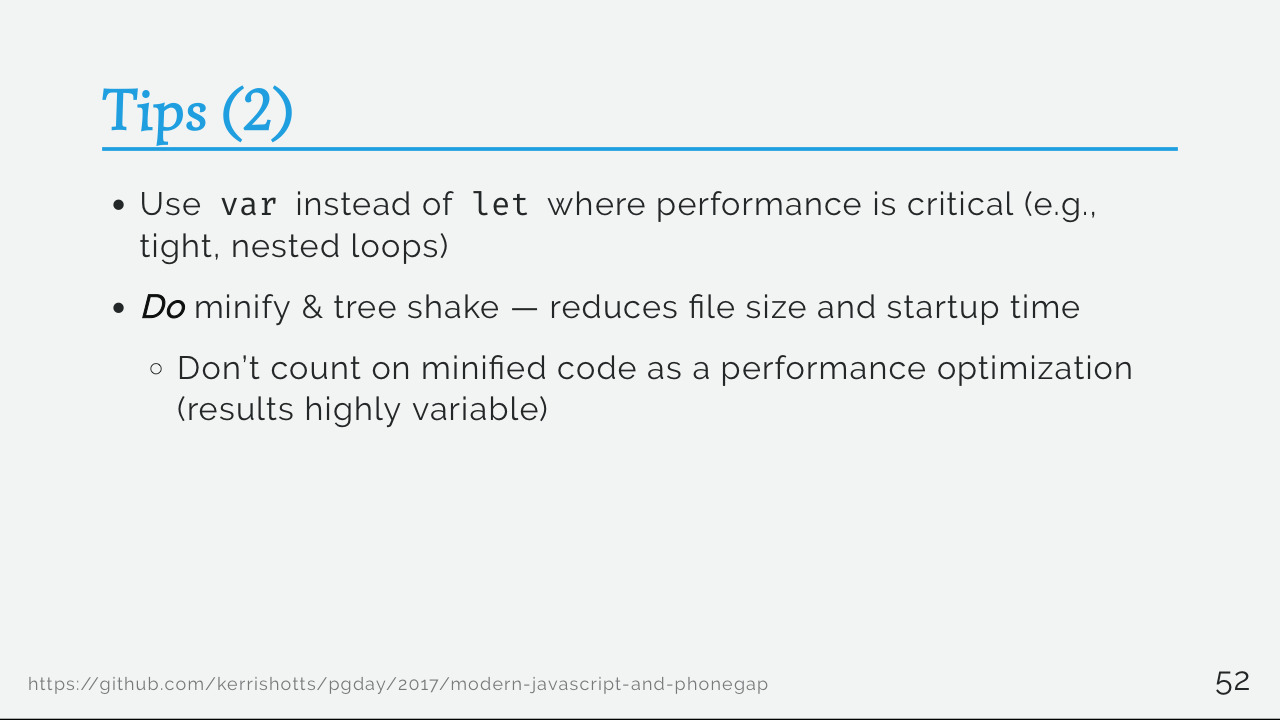 Tips (2)
• Use var instead of let where performance is critical (e.g.,
tight, nested loops)
• Do minify & tree shake — reduces file size and startup time
◦ Don’t count on minified code as a performance optimization
(results highly variable)
https://github.com/kerrishotts/pgday/2017/modern-javascript-and-phonegap
52